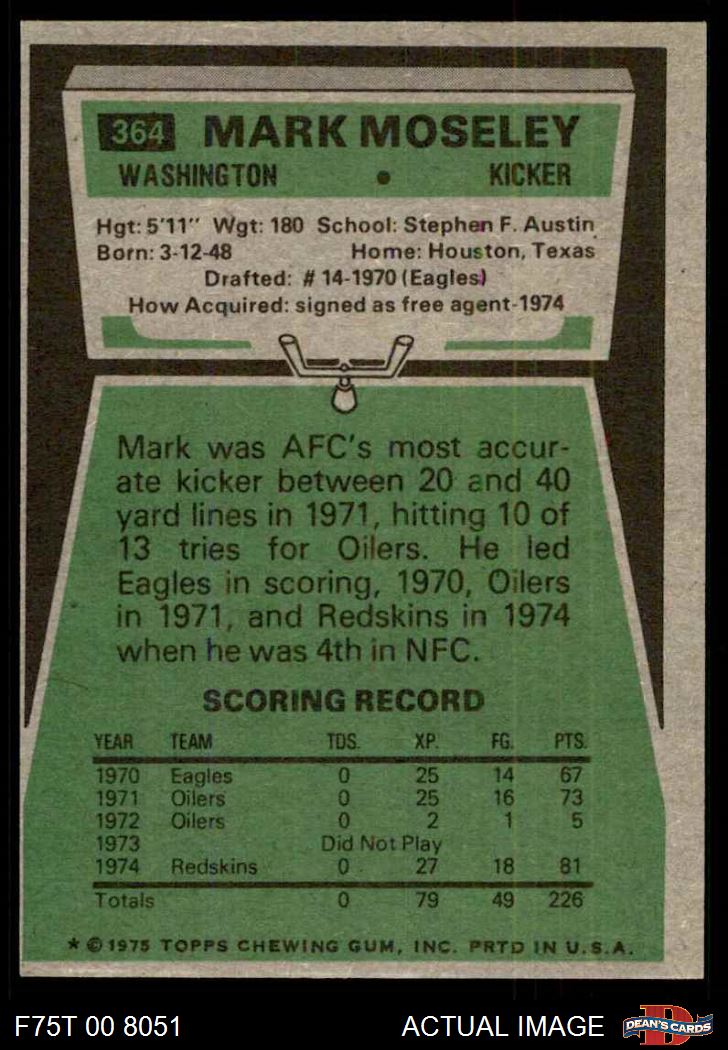 364 MARK MOSELEY
WASHINGTON • KICKER
Hgt: 5'11" Wgt: 180 School: Stephen F. Austin
Born: 3-12-48 Home: Houston, Texas
Drafted: # 14-1970 (Eagles)
How Acquired: signed as free agent-1974
Mark was AFC's most accur-
ate kicker between 20 and 40
yard lines in 1971, hitting 10 of
13 tries for Oilers. He led
Eagles in scoring, 1970, Oilers
in 1971, and Redskins in 1974
when he was 4th in NFC.
SCORING RECORD
YEAR TEAM TDS. XP. FG. PTS.
1970 Eagles 0 25 14 67
1971 Oilers 0 25 16 73
1972 Oilers 0 2 1 5
1973 Did Not Play
1974 Redskins 0 27 18 81
Totals 0 79 49 226
* © 1975 TOPPS CHEWING GUM, INC. PRTD IN U.S.A.
F75T 00 8051 ACTUAL IMAGE D DEAN'S CARDS